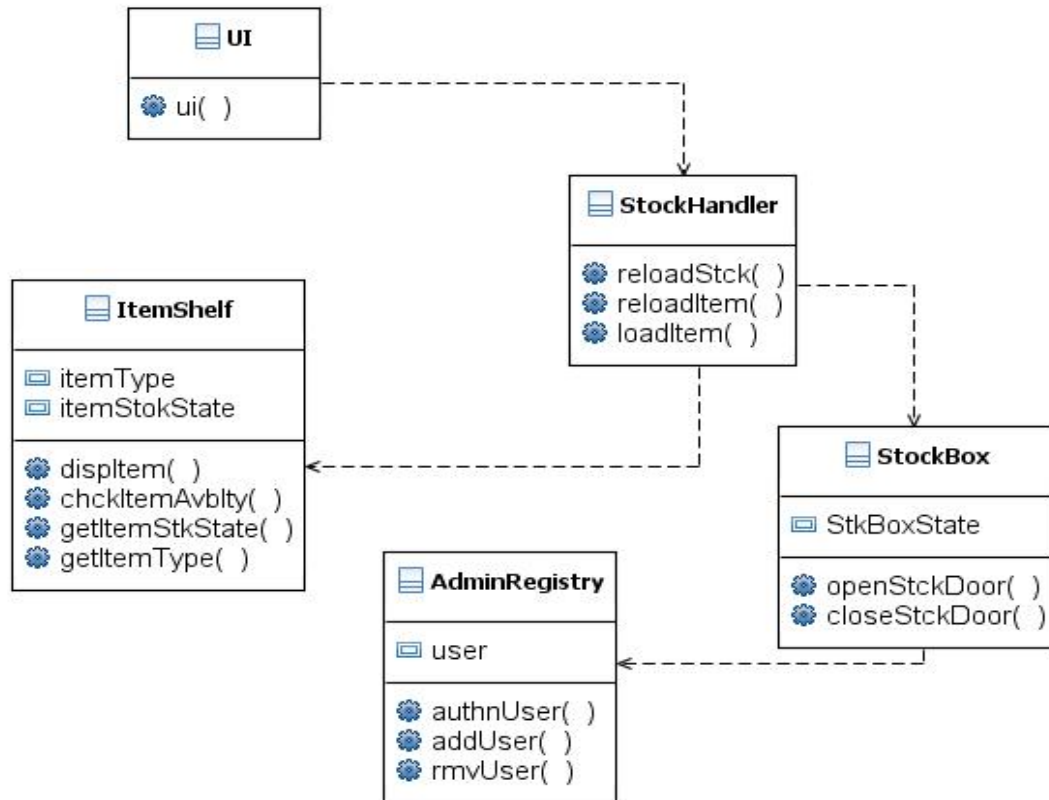 UI
ui( )
StockHandler
reloadStck( )
reloadItem( )
loadItem( )
ItemShelf
itemType
itemStokState
dispItem( )
chckItemAvblty( )
getItemStkState( )
getItemType( )
StockBox
StkBoxState
openStckDoor( )
closeStckDoor( )
AdminRegistry
user
authnUser( )
addUser( )
rmvUser( )